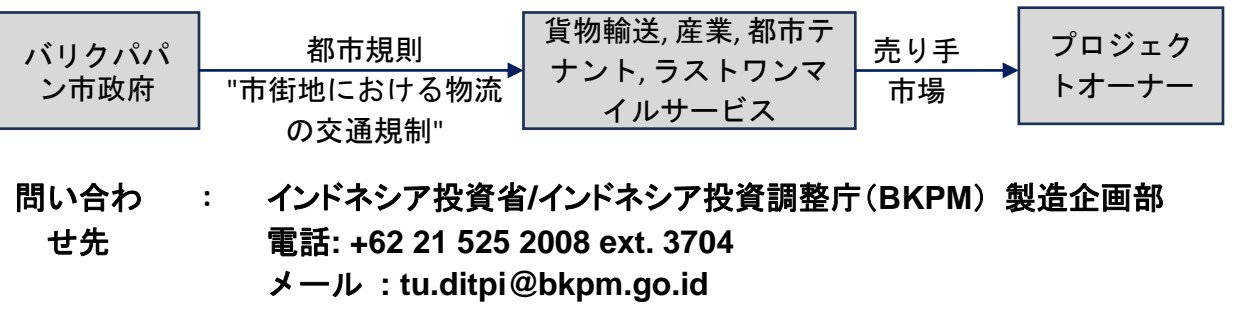 バリクパパ
ン市政府
都市規則
"市街地における物流
の交通規制"
貨物輸送, 産業, 都市テ
ナント, ラストワンマ
イルサービス
売り手
市場
プロジェク
トオーナー
問い合わ
せ先
:
インドネシア投資省/インドネシア投資調整庁（BKPM） 製造企画部
電話: +62 21 525 2008 ext. 3704
メール : tu.ditpi@bkpm.go.id